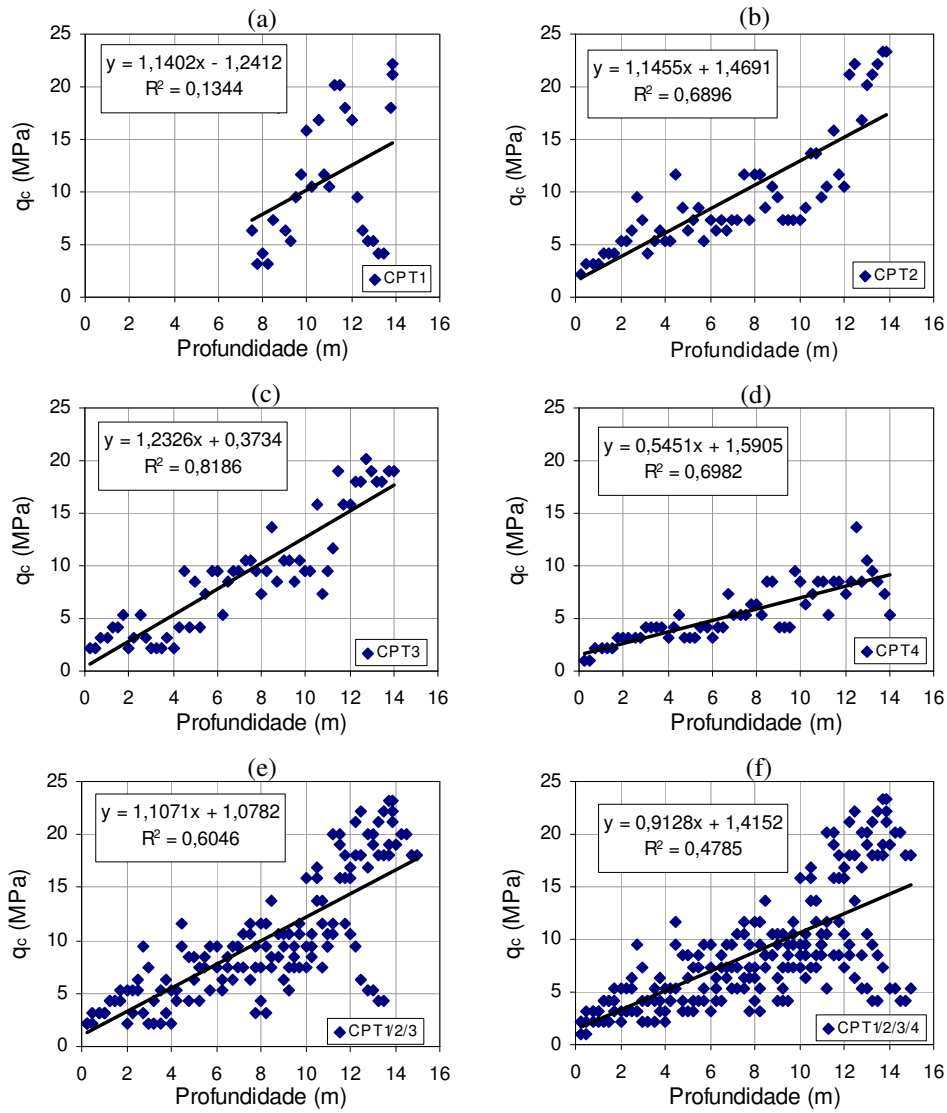 (a)
y = 1,1402x - 1,2412
R² = 0,1344
25
20
15
10
5
0
qc (MPa)
CPT1
0 2 4 6 8 10 12 14 16
Profundidade (m)
(b)
y = 1,1455x + 1,4691
R² = 0,6896
25
20
15
10
5
0
qc (MPa)
CPT2
0 2 4 6 8 10 12 14 16
Profundidade (m)
(c)
y = 1,2326x + 0,3734
R² = 0,8186
25
20
15
10
5
0
qc (MPa)
CPT3
0 2 4 6 8 10 12 14 16
Profundidade (m)
(d)
y = 0,5451x + 1,5905
R² = 0,6982
25
20
15
10
5
0
qc (MPa)
CPT4
0 2 4 6 8 10 12 14 16
Profundidade (m)
(e)
y = 1,1071x + 1,0782
R² = 0,6046
25
20
15
10
5
0
qc (MPa)
CPT1/2/3
0 2 4 6 8 10 12 14 16
Profundidade (m)
(f)
y = 0,9128x + 1,4152
R² = 0,4785
25
20
15
10
5
0
qc (MPa)
CPT1/2/3/4
0 2 4 6 8 10 12 14 16
Profundidade (m)